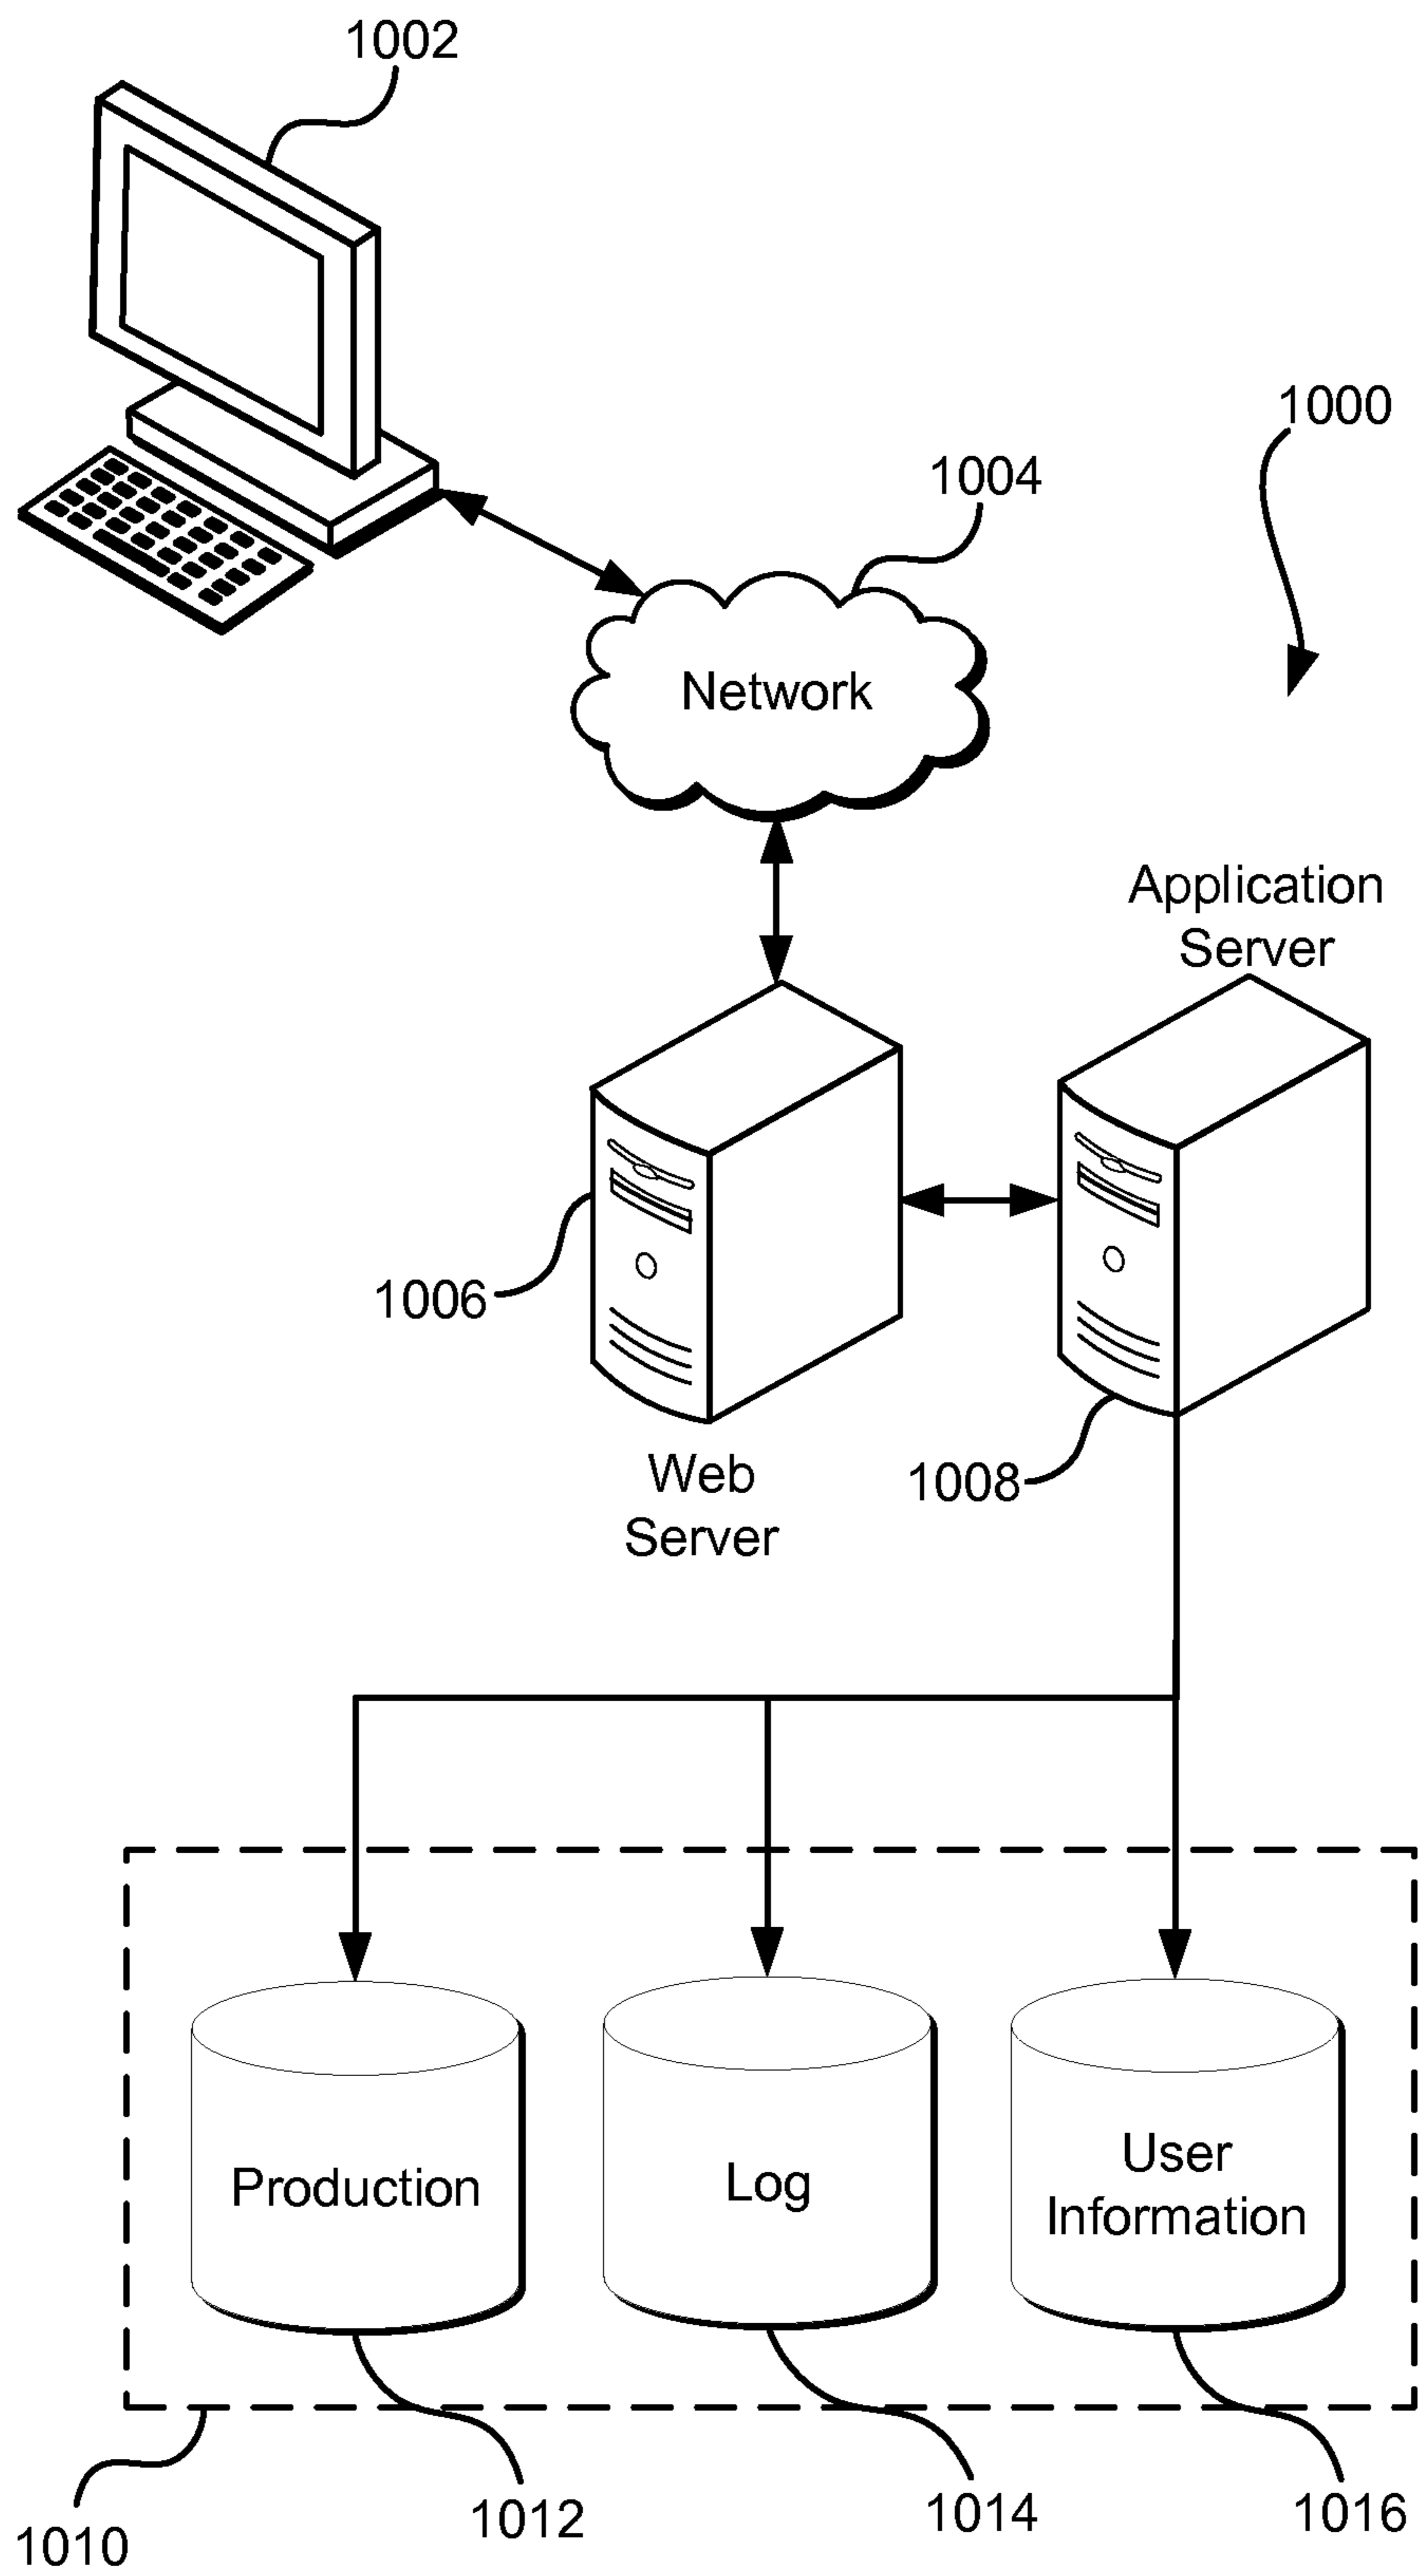 1002
1000
1004
Network
Application
Server
1006
Web
Server
1008
Production
Log
User
Information
1010
1012
1014
1016